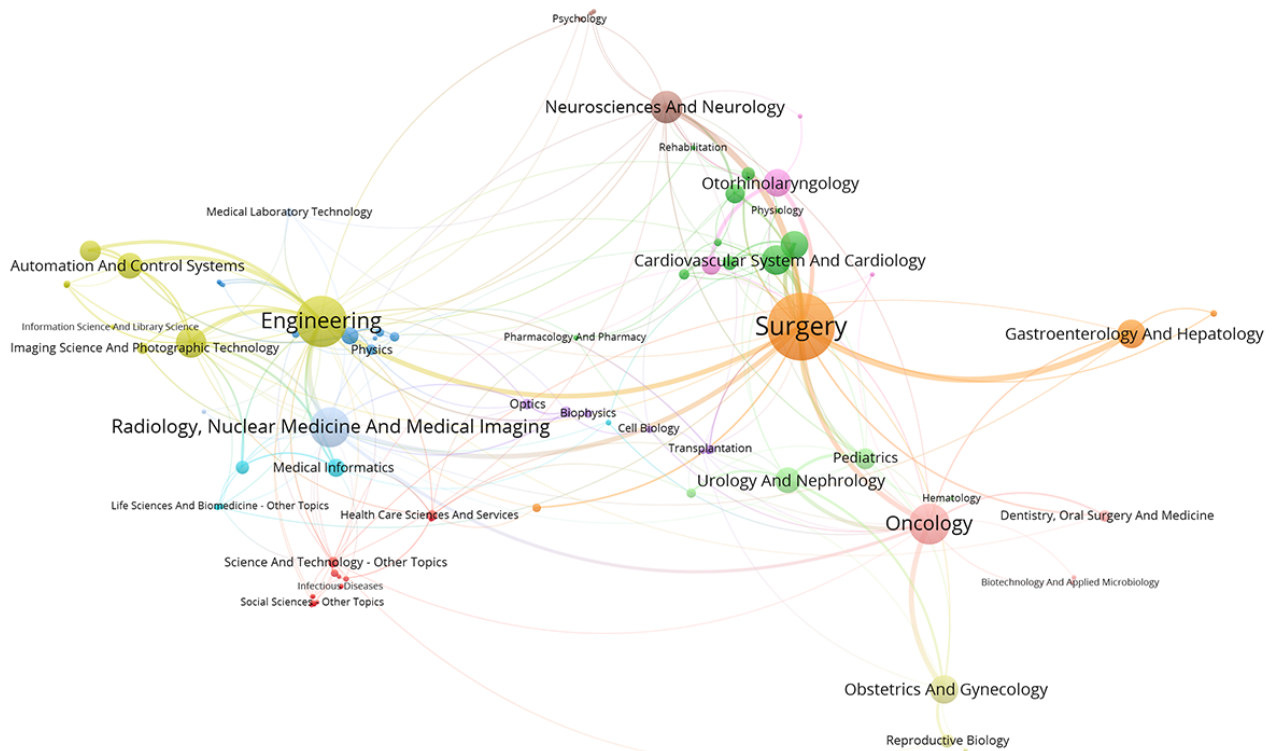 Psychology
Neurosciences And Neurology
Rehabilitation
Otorhinolaryngology
Medical Laboratory Technology
Physiology
Cardiovascular System And Cardiology
Automation And Control Systems
Engineering
Surgery
Information Science And Library Science
Gastroenterology And Hepatology
Pharmacology And Pharmacy
Imaging Science And Photographic Technology
Physics
Optics
Biophysics
Radiology, Nuclear Medicine And Medical Imaging
Cell Biology
Transplantation
Pediatrics
Medical Informatics
Urology And Nephrology
Hematology
Life Sciences And Biomedicine - Other Topics
Health Care Sciences And Services
Oncology
Dentistry, Oral Surgery And Medicine
Science And Technology - Other Topics
Biotechnology And Applied Microbiology
Infectious Diseases
Social Sciences - Other Topics
Obstetrics And Gynecology
Reproductive Biology